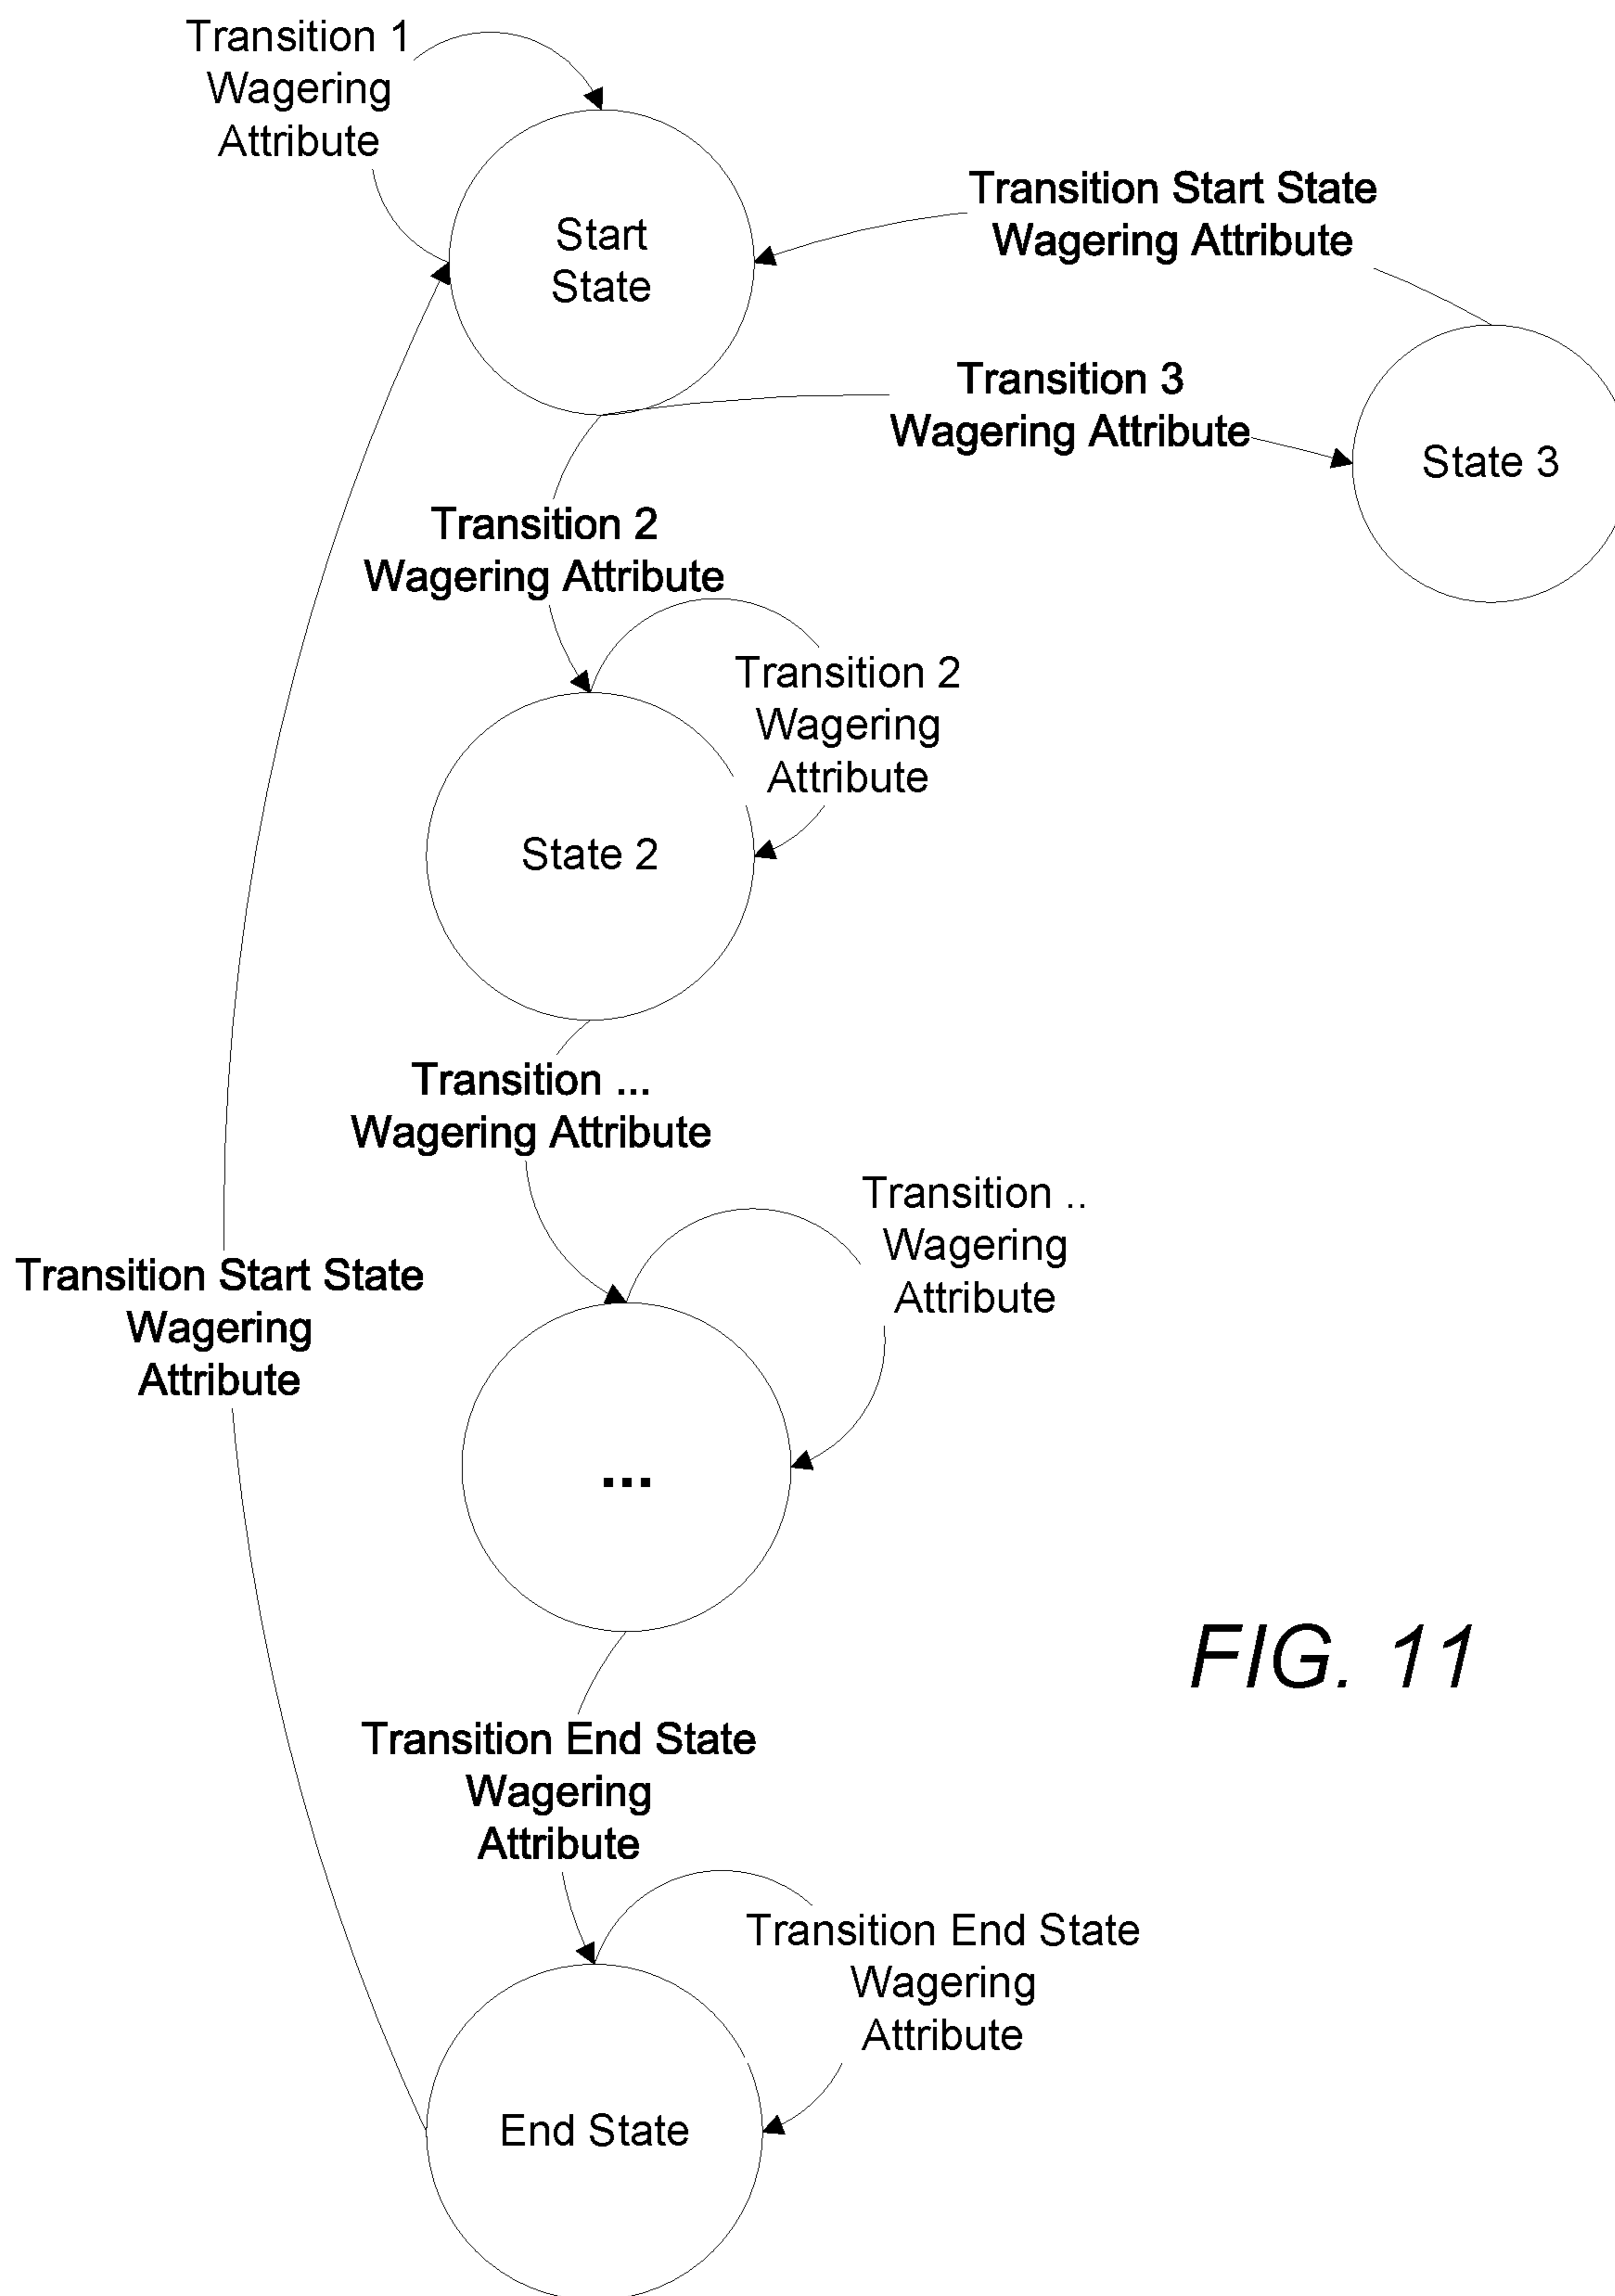 Transition 1
Wagering
Attribute
Start
State
Transition Start State
Wagering Attribute
Transition 3
Wagering Attribute
State 3
Transition 2
Wagering Attribute
Transition 2
Wagering
Attribute
State 2
Transition ...
Wagering Attribute
Transition ..
Wagering
Attribute
Transition Start State
Wagering
Attribute
...
FIG. 11
Transition End State
Wagering
Attribute
Transition End State
Wagering
Attribute
End State